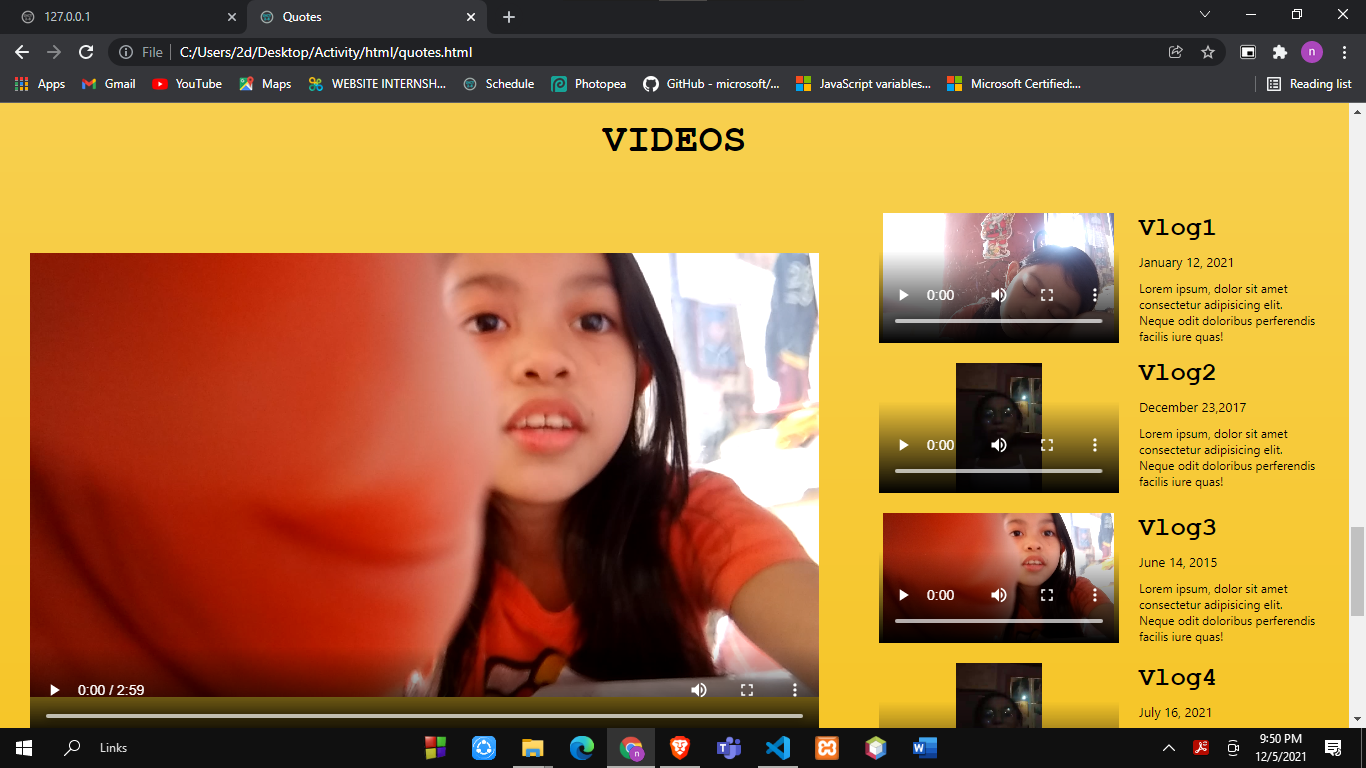 127.0.0.1
Quotes
File
C:/Users/2d/Desktop/Activity/html/quotes.html
n
Apps
Gmail
YouTube
Maps
WEBSITE INTERNSH...
Schedule
Photopea
GitHub - microsoft/...
JavaScript variables...
Microsoft Certified:...
Reading list
VIDEOS
0:00 / 2:59
0:00
Vlog1
January 12, 2021
Lorem ipsum, dolor sit amet
consectetur adipisicing elit.
Neque odit doloribus perferendis
facilis iure quas!
0:00
Vlog2
December 23,2017
Lorem ipsum, dolor sit amet
consectetur adipisicing elit.
Neque odit doloribus perferendis
facilis iure quas!
0:00
Vlog3
June 14, 2015
Lorem ipsum, dolor sit amet
consectetur adipisicing elit.
Neque odit doloribus perferendis
facilis iure quas!
Vlog4
July 16, 2021
Links
9:50 PM
12/5/2021